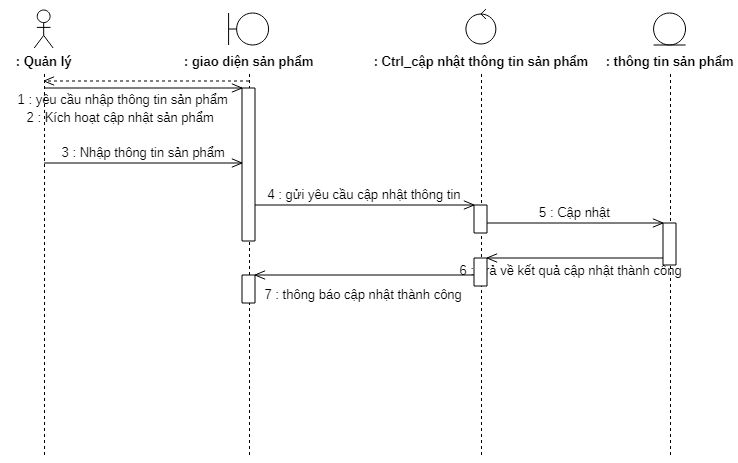 : Quản lý
: giao diện sản phẩm
: Ctrl_cập nhật thông tin sản phẩm
: thông tin sản phẩm
1 : yêu cầu nhập thông tin sản phẩm
2 : Kích hoạt cập nhật sản phẩm
3 : Nhập thông tin sản phẩm
4 : gửi yêu cầu cập nhật thông tin
5 : Cập nhật
6 : trả về kết quả cập nhật thành công
7 : thông báo cập nhật thành công